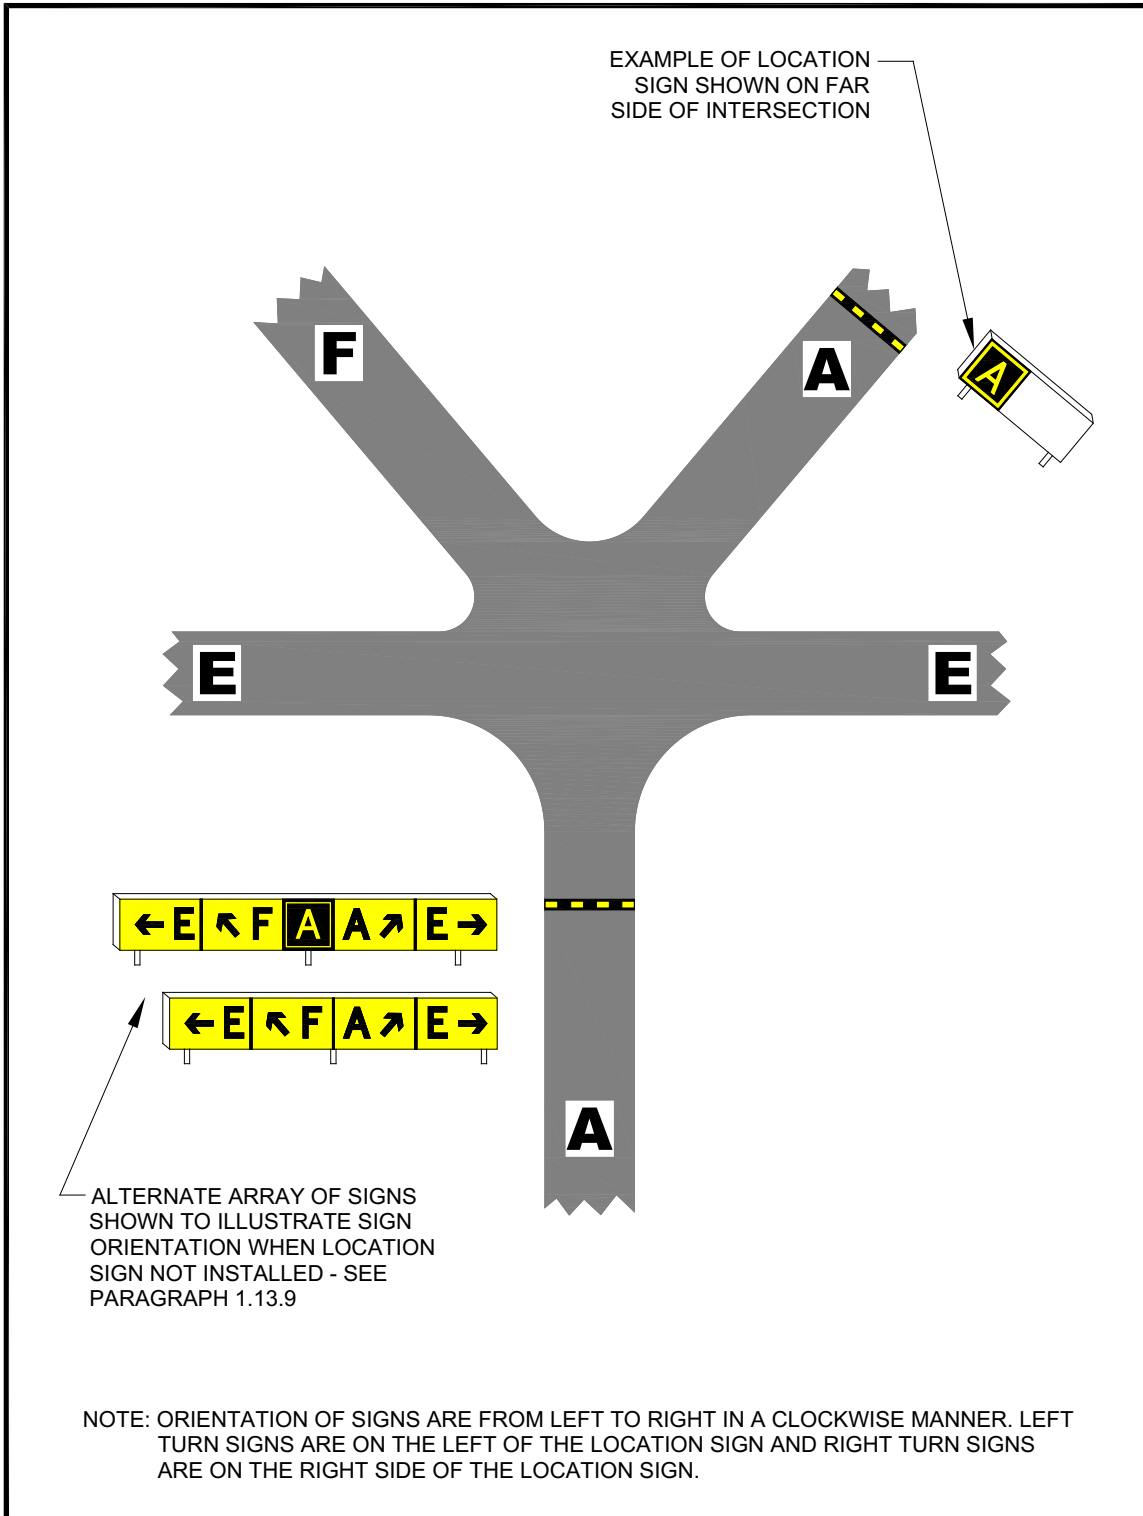 EXAMPLE OF LOCATION
SIGN SHOWN ON FAR
SIDE OF INTERSECTION
F
A
A
E
E
←E ↖F A A↗ E→
←E ↖F A↗ E→
A
ALTERNATE ARRAY OF SIGNS
SHOWN TO ILLUSTRATE SIGN
ORIENTATION WHEN LOCATION
SIGN NOT INSTALLED - SEE
PARAGRAPH 1.13.9
NOTE: ORIENTATION OF SIGNS ARE FROM LEFT TO RIGHT IN A CLOCKWISE MANNER. LEFT
TURN SIGNS ARE ON THE LEFT OF THE LOCATION SIGN AND RIGHT TURN SIGNS
ARE ON THE RIGHT SIDE OF THE LOCATION SIGN.